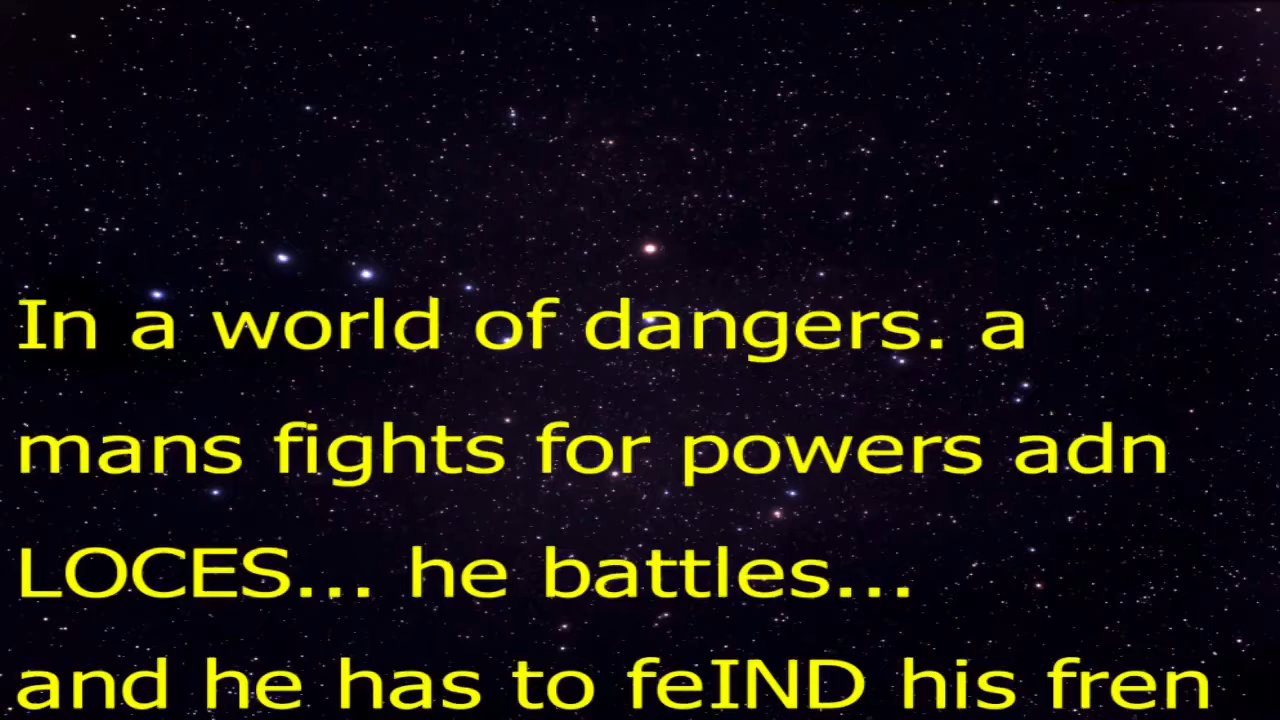 In a world of dangers. a
mans fights for powers adn
LOCES... he battles...
and he has to feIND his fren